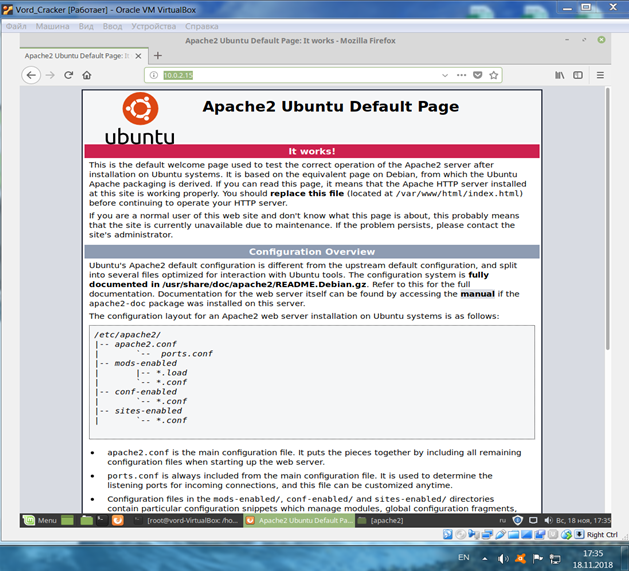 Vord_Cracker [Работает] - Oracle VM VirtualBox
Файл Машина Вид Ввод Устройства Справка
Apache2 Ubuntu Default Page: It works - Mozilla Firefox
Apache2 Ubuntu Default Page: It
10.0.2.15
Apache2 Ubuntu Default Page
ubuntu
It works!
This is the default welcome page used to test the correct operation of the Apache2 server after
installation on Ubuntu systems. It is based on the equivalent page on Debian, from which the Ubuntu
Apache packaging is derived. If you can read this page, it means that the Apache HTTP server installed
at this site is working properly. You should replace this file (located at /var/www/html/index.html)
before continuing to operate your HTTP server.
If you are a normal user of this web site and don't know what this page is about, this probably means
that the site is currently unavailable due to maintenance. If the problem persists, please contact the
site's administrator.
Configuration Overview
Ubuntu's Apache2 default configuration is different from the upstream default configuration, and split
into several files optimized for interaction with Ubuntu tools. The configuration system is fully
documented in /usr/share/doc/apache2/README.Debian.gz. Refer to this for the full
documentation. Documentation for the web server itself can be found by accessing the manual if the
apache2-doc package was installed on this server.
The configuration layout for an Apache2 web server installation on Ubuntu systems is as follows:
/etc/apache2/
|-- apache2.conf
|       `--  ports.conf
|-- mods-enabled
|       |-- *.load
|       `-- *.conf
|-- conf-enabled
|       `-- *.conf
|-- sites-enabled
|       `-- *.conf
• apache2.conf is the main configuration file. It puts the pieces together by including all remaining
configuration files when starting up the web server.
• ports.conf is always included from the main configuration file. It is used to determine the
listening ports for incoming connections, and this file can be customized anytime.
• Configuration files in the mods-enabled/, conf-enabled/ and sites-enabled/ directories
contain particular configuration snippets which manage modules, global configuration fragments,
Menu [root@vord-VirtualBox: /ho... Apache2 Ubuntu Default Pa... [apache2] ru Вс, 18 ноя, 17:35
Right Ctrl
EN 17:35
18.11.2018